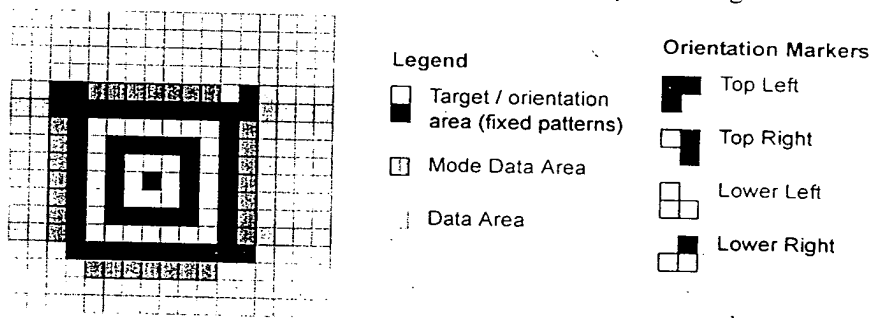 Legend
Target / orientation
area (fixed patterns)
Mode Data Area
Data Area
Orientation Markers
Top Left
Top Right
Lower Left
Lower Right